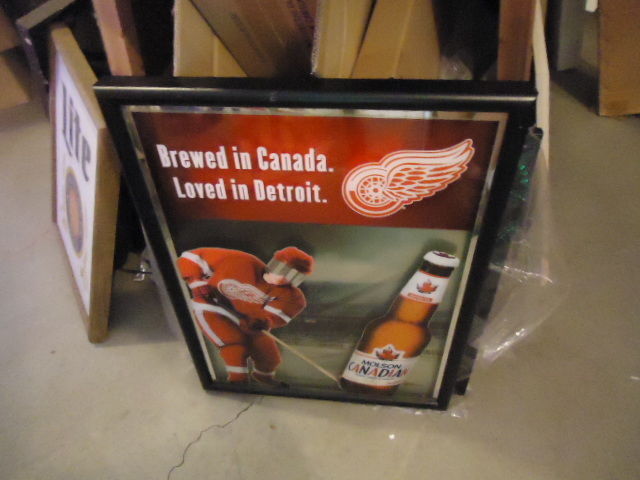 Lite
Brewed in Canada.
Loved in Detroit.
MOLSON
CANADIAN